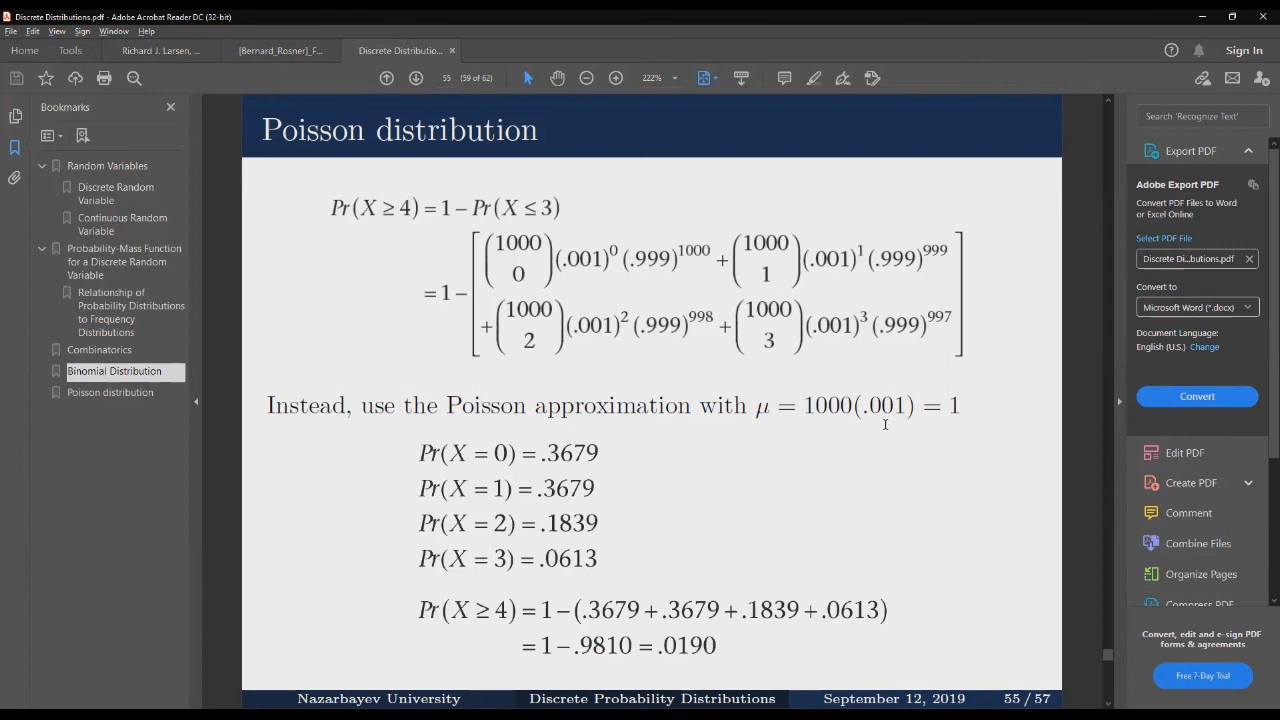 Discrete Distributions.pdf - Adobe Acrobat Reader DC (32-bit)
File Edit View Sign Window Help
Home Tools Richard J. Larsen, ... [Bernard_Rosner]_F... Discrete Distributio... × Sign In
55 (59 of 62) 222%
Bookmarks
Random Variables
Discrete Random
Variable
Continuous Random
Variable
Probability-Mass Function
for a Discrete Random
Variable
Relationship of
Probability Distributions
to Frequency
Distributions
Combinatorics
Binomial Distribution
Poisson distribution
Poisson distribution
Pr(X ≥ 4) = 1 − Pr(X ≤ 3)
= 1 − [ (1000 0)(.001)^0 (.999)^1000 + (1000 1)(.001)^1 (.999)^999
+ (1000 2)(.001)^2 (.999)^998 + (1000 3)(.001)^3 (.999)^997 ]
Instead, use the Poisson approximation with μ = 1000(.001) = 1
Pr(X = 0) = .3679
Pr(X = 1) = .3679
Pr(X = 2) = .1839
Pr(X = 3) = .0613
Pr(X ≥ 4) = 1 − (.3679 + .3679 + .1839 + .0613)
= 1 − .9810 = .0190
Nazarbayev University Discrete Probability Distributions September 12, 2019 55 / 57
Search 'Recognize Text'
Export PDF
Adobe Export PDF
Convert PDF Files to Word
or Excel Online
Select PDF File
Discrete Di...butions.pdf ×
Convert to
Microsoft Word (*.docx)
Document Language:
English (U.S.) Change
Convert
Edit PDF
Create PDF
Comment
Combine Files
Organize Pages
Compress PDF
Convert, edit and e-sign PDF
forms & agreements
Free 7-Day Trial